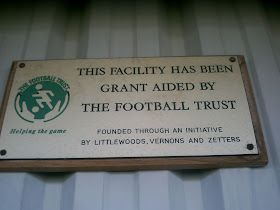 THE FOOTBALL TRUST
Helping the game
THIS FACILITY HAS BEEN
GRANT AIDED BY
THE FOOTBALL TRUST
FOUNDED THROUGH AN INITIATIVE
BY LITTLEWOODS, VERNONS AND ZETTERS